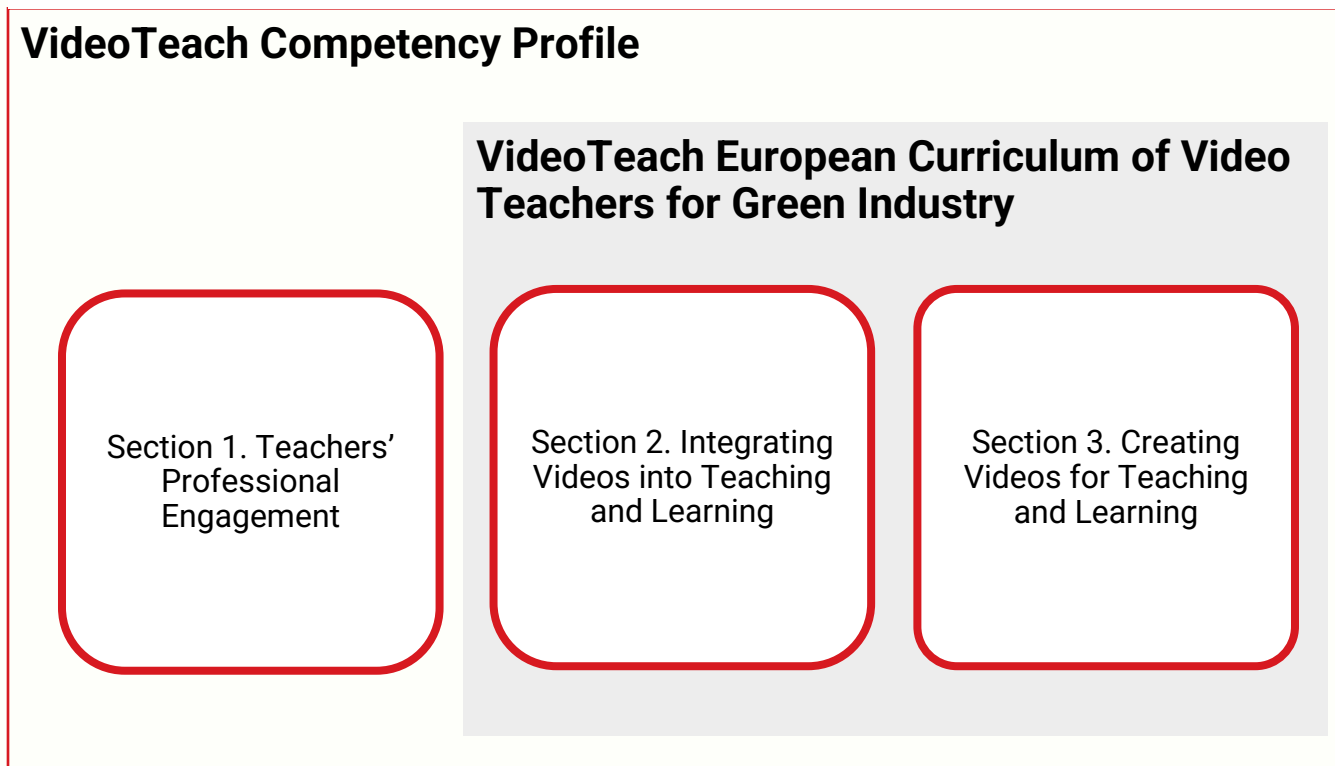 VideoTeach Competency Profile
VideoTeach European Curriculum of Video
Teachers for Green Industry
Section 1. Teachers’
Professional
Engagement
Section 2. Integrating
Videos into Teaching
and Learning
Section 3. Creating
Videos for Teaching
and Learning